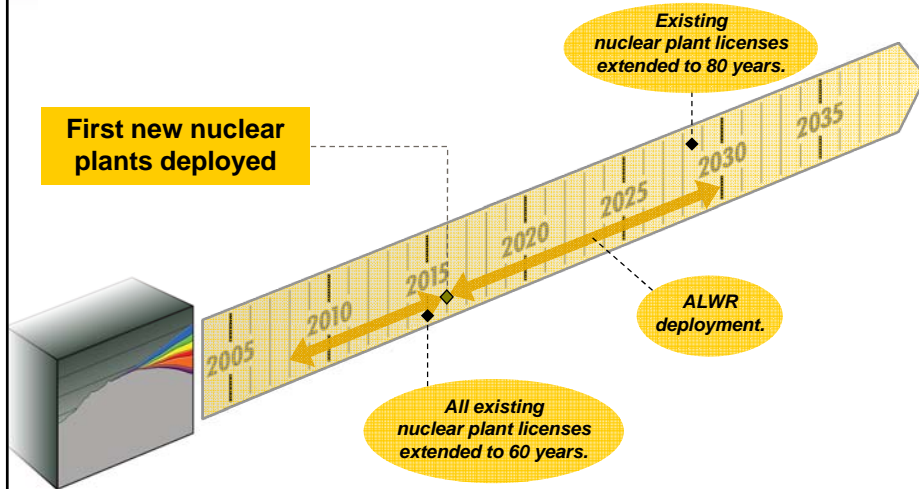 Existing
nuclear plant licenses
extended to 80 years.
First new nuclear
plants deployed
2005
2010
2015
2020
2025
2030
2035
ALWR
deployment.
All existing
nuclear plant licenses
extended to 60 years.